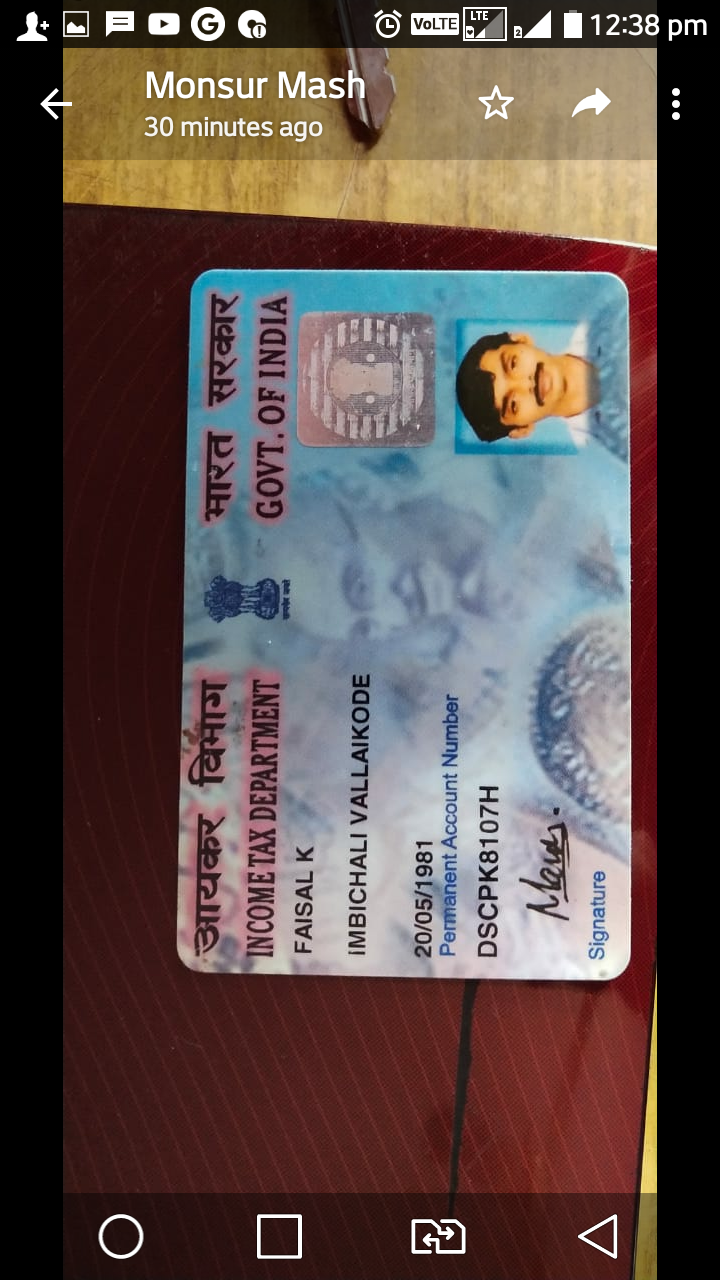 VoLTE LTE 2 12:38 pm
Monsur Mash
30 minutes ago
आयकर विभाग
INCOME TAX DEPARTMENT
भारत सरकार
GOVT. OF INDIA
FAISAL K
IMBICHALI VALLAIKODE
20/05/1981
Permanent Account Number
DSCPK8107H
Signature